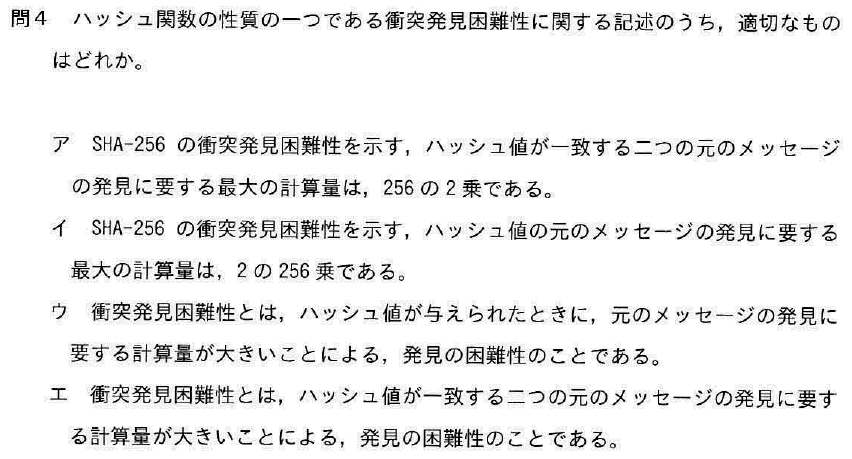 問4 ハッシュ関数の性質の一つである衝突発見困難性に関する記述のうち，適切なもの
はどれか。
ア SHA-256 の衝突発見困難性を示す，ハッシュ値が一致する二つの元のメッセージ
の発見に要する最大の計算量は，256 の 2 乗である。
イ SHA-256 の衝突発見困難性を示す，ハッシュ値の元のメッセージの発見に要する
最大の計算量は，2 の 256 乗である。
ウ 衝突発見困難性とは，ハッシュ値が与えられたときに，元のメッセージの発見に
要する計算量が大きいことによる，発見の困難性のことである。
エ 衝突発見困難性とは，ハッシュ値が一致する二つの元のメッセージの発見に要す
る計算量が大きいことによる，発見の困難性のことである。